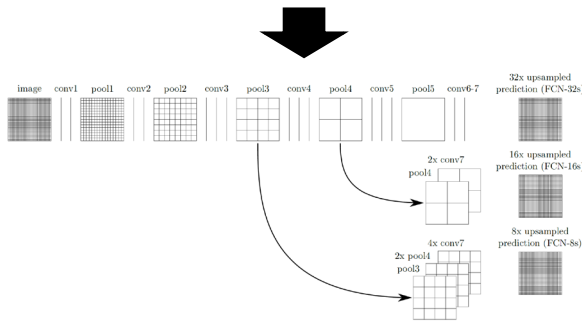 32x upsampled
image conv1 pool1 conv2 pool2 conv3 pool3 conv4 pool4 conv5 pool5 conv6-7 prediction (FCN-32s)
2x conv7
16x upsampled
pool4
prediction (FCN-16s)
4x conv7
8x upsampled
2x pool4
prediction (FCN-8s)
pool3